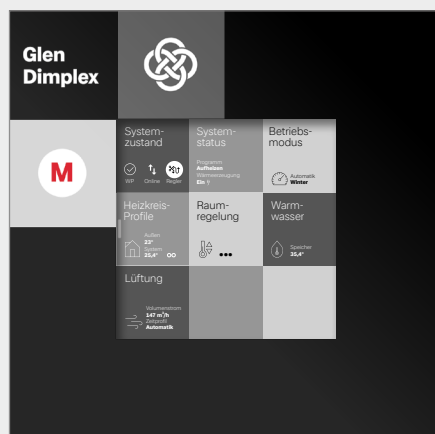 Glen
Dimplex
M
System-
zustand
WP
Online
Regler
System-
status
Programm
Aufheizen
Wärmeerzeugung
Ein
Betriebs-
modus
Automatik
Winter
Heizkreis-
Profile
Außen
23°
System
25,4°
Raum-
regelung
Warm-
wasser
Speicher
35,4°
Lüftung
Volumenstrom
147 m³/h
Zeitprofil
Automatik